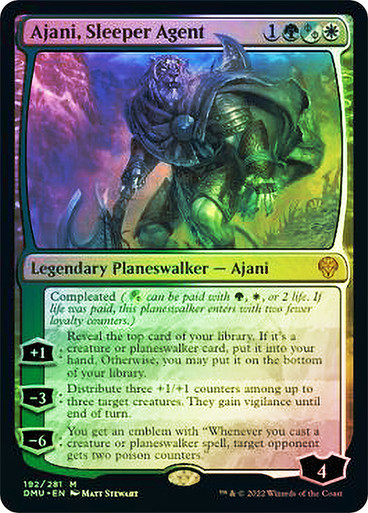 Ajani, Sleeper Agent 1
Legendary Planeswalker — Ajani
Compleated ( can be paid with , , or 2 life. If
life was paid, this planeswalker enters with two fewer
loyalty counters.)
+1: Reveal the top card of your library. If it's a
creature or planeswalker card, put it into your
hand. Otherwise, you may put it on the bottom
of your library.
-3: Distribute three +1/+1 counters among up to
three target creatures. They gain vigilance until
end of turn.
-6: You get an emblem with "Whenever you cast a
creature or planeswalker spell, target opponent
gets two poison counters."
4
192/281 M
DMU • EN Matt Stewart
™ & © 2022 Wizards of the Coast